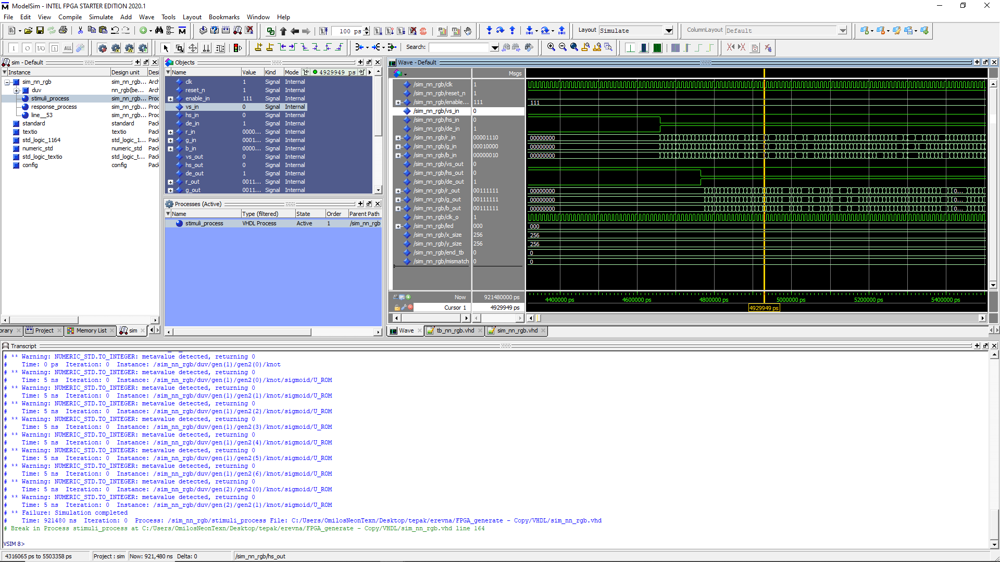 ModelSim - INTEL FPGA STARTER EDITION 2020.1
File Edit View Compile Simulate Add Wave Tools Layout Bookmarks Window Help
100 ps
Layout Simulate
ColumnLayout Default
Search:
sim - Default
Instance Design unit Desi
sim_nn_rgb sim_nn_rgb... Arch
duv nn_rgb(be... Arch
stimuli_process sim_nn_rgb... Proc
response_process sim_nn_rgb... Proc
line__53 sim_nn_rgb... Proc
standard standard Pack
textio textio Pack
std_logic_1164 std_logic_1... Pack
numeric_std numeric_std Pack
std_logic_textio std_logic_t... Pack
config config Pack
brary Project Memory List sim
Objects
Name Value Kind Mode 4929949 ps
clk 1 Signal Internal
reset_n 1 Signal Internal
enable_in 111 Signal Internal
vs_in 0 Signal Internal
hs_in 0 Signal Internal
de_in 1 Signal Internal
r_in 0000... Signal Internal
g_in 0001... Signal Internal
b_in 0000... Signal Internal
vs_out 0 Signal Internal
hs_out 0 Signal Internal
de_out 1 Signal Internal
r_out 0011... Signal Internal
g_out 0011... Signal Internal
Processes (Active)
Name Type (filtered) State Order Parent Path
stimuli_process VHDL Process Active 1 /sim_nn_rgb
Wave - Default
Msgs
/sim_nn_rgb/clk 1
/sim_nn_rgb/reset_n 1
/sim_nn_rgb/enable... 111 111
/sim_nn_rgb/vs_in 0
/sim_nn_rgb/hs_in 0
/sim_nn_rgb/de_in 1
/sim_nn_rgb/r_in 00001110 00000000
/sim_nn_rgb/g_in 00010000 00000000
/sim_nn_rgb/b_in 00000010 00000000
/sim_nn_rgb/vs_out 0
/sim_nn_rgb/hs_out 0
/sim_nn_rgb/de_out 1
/sim_nn_rgb/r_out 00111111 00000000 0...
/sim_nn_rgb/g_out 00111111 00000000 0...
/sim_nn_rgb/b_out 00111111 00000000 0...
/sim_nn_rgb/clk_o 1
/sim_nn_rgb/led 000 000
/sim_nn_rgb/x_size 256 256
/sim_nn_rgb/y_size 256 256
/sim_nn_rgb/end_tb 0 0
/sim_nn_rgb/mismatch 0 0
Now 921480000 ps 4400000 ps 4600000 ps 4800000 ps 5000000 ps 5200000 ps 5400000 ps
Cursor 1 4929949 ps 4929949 ps
Wave tb_nn_rgb.vhd sim_nn_rgb.vhd
Transcript
# ** Warning: NUMERIC_STD.TO_INTEGER: metavalue detected, returning 0
#    Time: 0 ps  Iteration: 0  Instance: /sim_nn_rgb/duv/gen(1)/gen2(0)/knot
# ** Warning: NUMERIC_STD.TO_INTEGER: metavalue detected, returning 0
#    Time: 5 ns  Iteration: 0  Instance: /sim_nn_rgb/duv/gen(1)/gen2(0)/knot/sigmoid/U_ROM
# ** Warning: NUMERIC_STD.TO_INTEGER: metavalue detected, returning 0
#    Time: 5 ns  Iteration: 0  Instance: /sim_nn_rgb/duv/gen(1)/gen2(1)/knot/sigmoid/U_ROM
# ** Warning: NUMERIC_STD.TO_INTEGER: metavalue detected, returning 0
#    Time: 5 ns  Iteration: 0  Instance: /sim_nn_rgb/duv/gen(1)/gen2(2)/knot/sigmoid/U_ROM
# ** Warning: NUMERIC_STD.TO_INTEGER: metavalue detected, returning 0
#    Time: 5 ns  Iteration: 0  Instance: /sim_nn_rgb/duv/gen(1)/gen2(3)/knot/sigmoid/U_ROM
# ** Warning: NUMERIC_STD.TO_INTEGER: metavalue detected, returning 0
#    Time: 5 ns  Iteration: 0  Instance: /sim_nn_rgb/duv/gen(1)/gen2(4)/knot/sigmoid/U_ROM
# ** Warning: NUMERIC_STD.TO_INTEGER: metavalue detected, returning 0
#    Time: 5 ns  Iteration: 0  Instance: /sim_nn_rgb/duv/gen(1)/gen2(5)/knot/sigmoid/U_ROM
# ** Warning: NUMERIC_STD.TO_INTEGER: metavalue detected, returning 0
#    Time: 5 ns  Iteration: 0  Instance: /sim_nn_rgb/duv/gen(1)/gen2(6)/knot/sigmoid/U_ROM
# ** Warning: NUMERIC_STD.TO_INTEGER: metavalue detected, returning 0
#    Time: 5 ns  Iteration: 0  Instance: /sim_nn_rgb/duv/gen(2)/gen2(0)/knot/sigmoid/U_ROM
# ** Warning: NUMERIC_STD.TO_INTEGER: metavalue detected, returning 0
#    Time: 5 ns  Iteration: 0  Instance: /sim_nn_rgb/duv/gen(2)/gen2(1)/knot/sigmoid/U_ROM
# ** Failure: Simulation completed
#    Time: 921480 ns  Iteration: 0  Process: /sim_nn_rgb/stimuli_process File: C:/Users/OmilosNeonTexn/Desktop/tepak/erevna/FPGA_generate - Copy/VHDL/sim_nn_rgb.vhd
# Break in Process stimuli_process at C:/Users/OmilosNeonTexn/Desktop/tepak/erevna/FPGA_generate - Copy/VHDL/sim_nn_rgb.vhd line 164
VSIM 8>
4316065 ps to 5503358 ps Project : sim Now: 921,480 ns Delta: 0 /sim_nn_rgb/hs_out